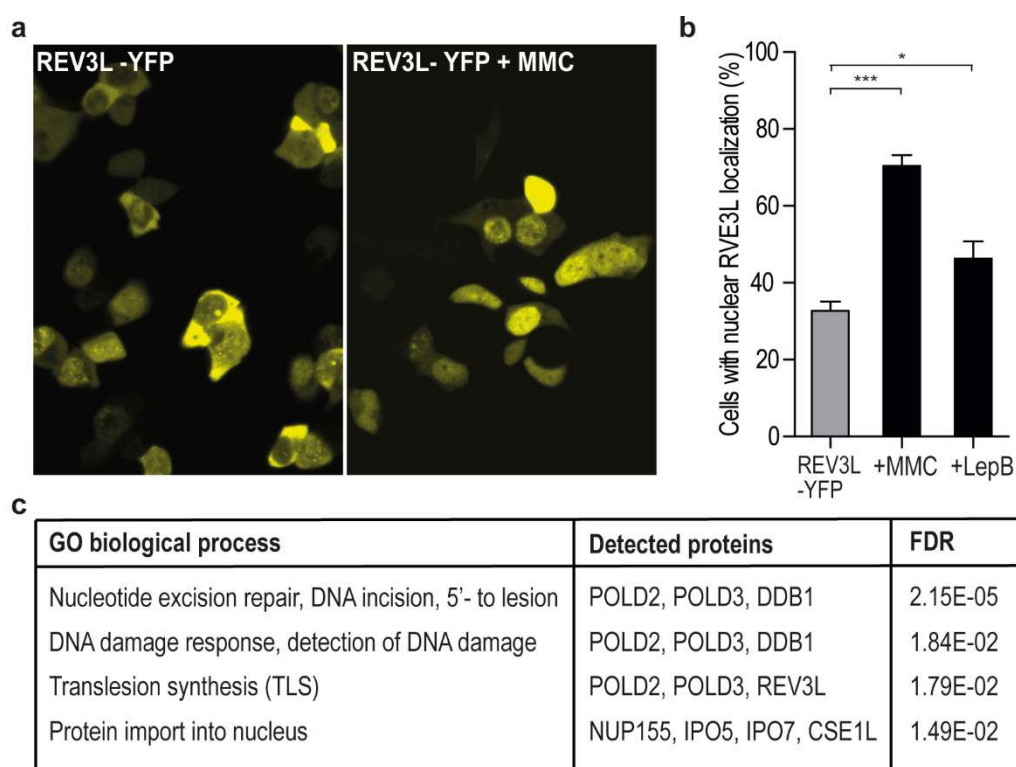 a
REV3L -YFP
REV3L- YFP + MMC
b
Cells with nuclear RVE3L localization (%)
100
80
60
40
20
0
*
***
REV3L
-YFP
+MMC
+LepB
c
GO biological process Detected proteins FDR
Nucleotide excision repair, DNA incision, 5'- to lesion POLD2, POLD3, DDB1 2.15E-05
DNA damage response, detection of DNA damage POLD2, POLD3, DDB1 1.84E-02
Translesion synthesis (TLS) POLD2, POLD3, REV3L 1.79E-02
Protein import into nucleus NUP155, IPO5, IPO7, CSE1L 1.49E-02